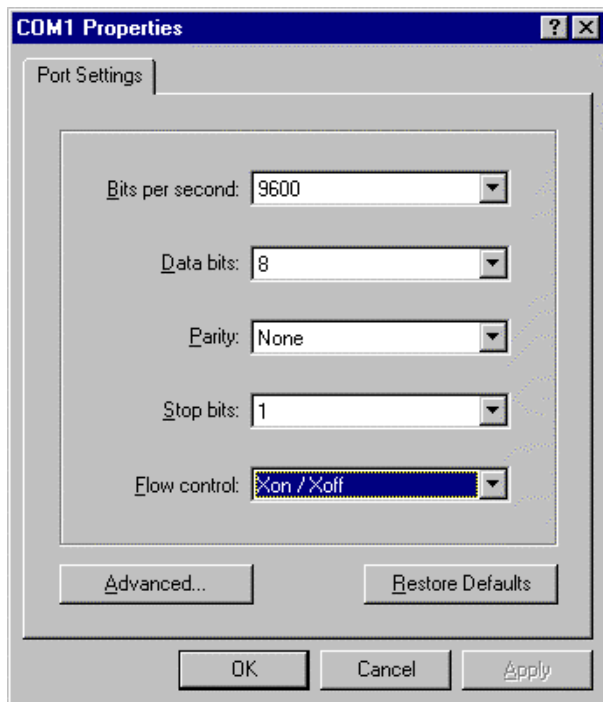 COM1 Properties
Port Settings
Bits per second: 9600
Data bits: 8
Parity: None
Stop bits: 1
Flow control: Xon / Xoff
Advanced... Restore Defaults
OK Cancel Apply